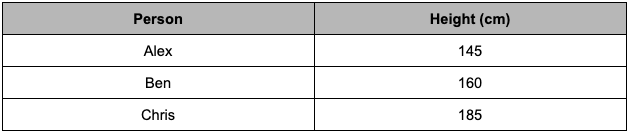 Person Height (cm)
Alex 145
Ben 160
Chris 185